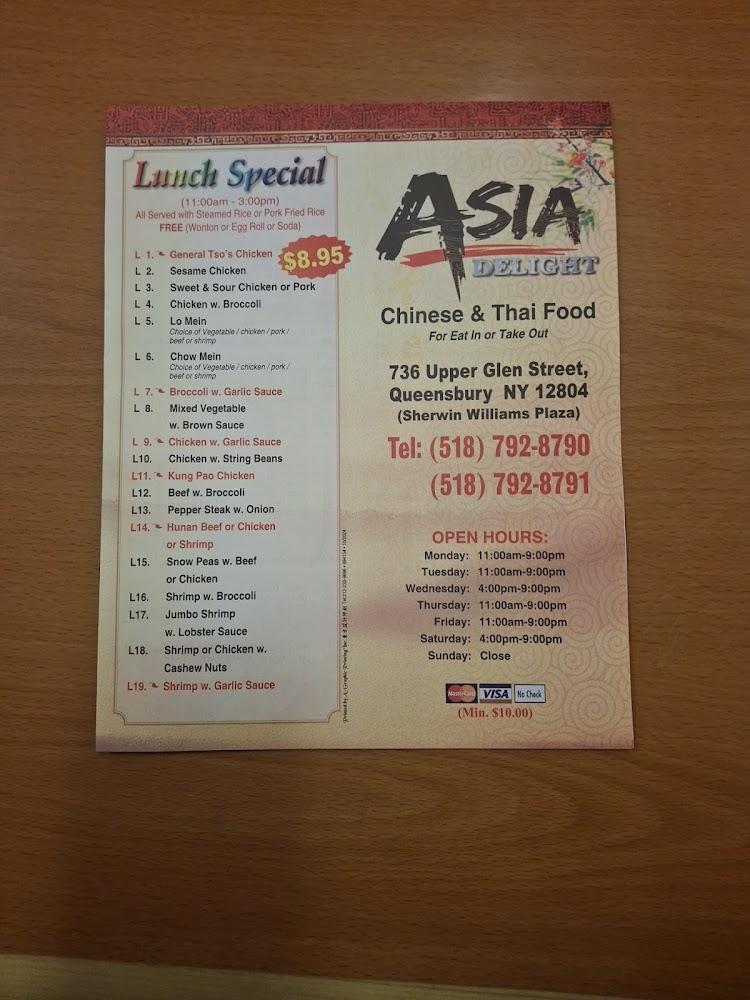 Lunch Special
(11:00am - 3:00pm)
All Served with Steamed Rice or Pork Fried Rice
FREE (Wonton or Egg Roll or Soda)
$8.95
L 1. General Tso's Chicken
L 2. Sesame Chicken
L 3. Sweet & Sour Chicken or Pork
L 4. Chicken w. Broccoli
L 5. Lo Mein
Choice of Vegetable / chicken / pork /
beef or shrimp
L 6. Chow Mein
Choice of Vegetable / chicken / pork /
beef or shrimp
L 7. Broccoli w. Garlic Sauce
L 8. Mixed Vegetable
w. Brown Sauce
L 9. Chicken w. Garlic Sauce
L10. Chicken w. String Beans
L11. Kung Pao Chicken
L12. Beef w. Broccoli
L13. Pepper Steak w. Onion
L14. Hunan Beef or Chicken
or Shrimp
L15. Snow Peas w. Beef
or Chicken
L16. Shrimp w. Broccoli
L17. Jumbo Shrimp
w. Lobster Sauce
L18. Shrimp or Chicken w.
Cashew Nuts
L19. Shrimp w. Garlic Sauce
ASIA
DELIGHT
Chinese & Thai Food
For Eat In or Take Out
736 Upper Glen Street,
Queensbury NY 12804
(Sherwin Williams Plaza)
Tel: (518) 792-8790
(518) 792-8791
OPEN HOURS:
Monday: 11:00am-9:00pm
Tuesday: 11:00am-9:00pm
Wednesday: 4:00pm-9:00pm
Thursday: 11:00am-9:00pm
Friday: 11:00am-9:00pm
Saturday: 4:00pm-9:00pm
Sunday: Close
MasterCard VISA No Check
(Min. $10.00)